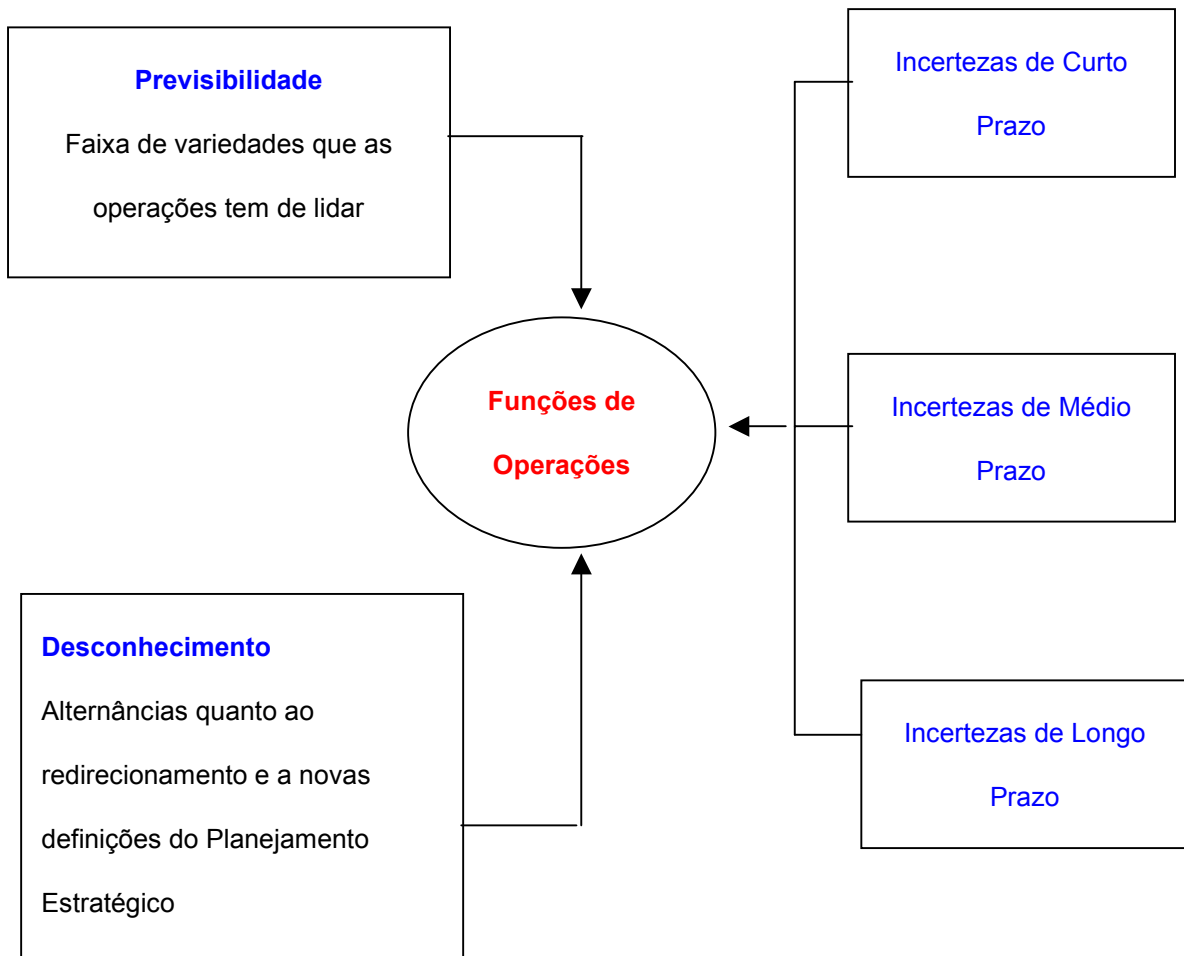 Previsibilidade
Faixa de variedades que as
operações tem de lidar
Incertezas de Curto
Prazo
Funções de
Operações
Incertezas de Médio
Prazo
Desconhecimento
Alternâncias quanto ao
redirecionamento e a novas
definições do Planejamento
Estratégico
Incertezas de Longo
Prazo